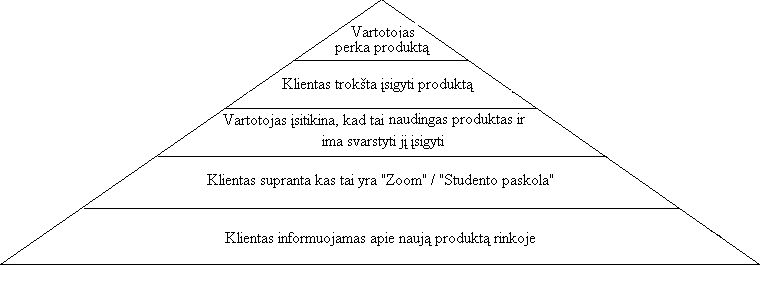 Vartotojas
perka produktą
Klientas trokšta įsigyti produktą
Vartotojas įsitikina, kad tai naudingas produktas ir
ima svarstyti jį įsigyti
Klientas supranta kas tai yra "Zoom" / "Studento paskola"
Klientas informuojamas apie naują produktą rinkoje